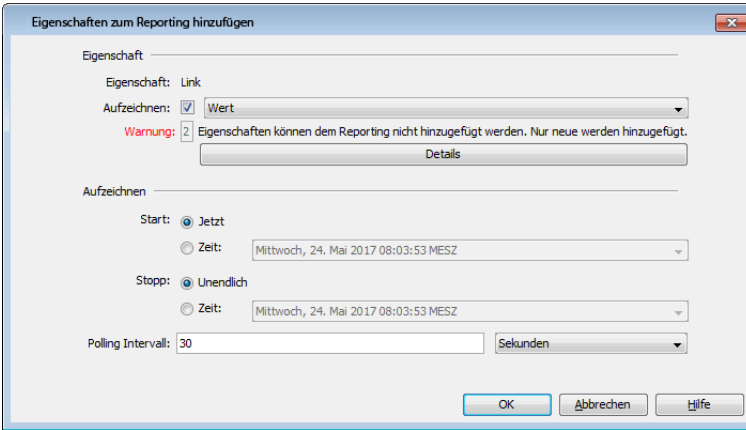 Eigenschaften zum Reporting hinzufügen
Eigenschaft
Eigenschaft: Link
Aufzeichnen: Wert
Warnung: 2 Eigenschaften können dem Reporting nicht hinzugefügt werden. Nur neue werden hinzugefügt.
Details
Aufzeichnen
Start: Jetzt
Zeit: Mittwoch, 24. Mai 2017 08:03:53 MESZ
Stopp: Unendlich
Zeit: Mittwoch, 24. Mai 2017 08:03:53 MESZ
Polling Intervall: 30 Sekunden
OK Abbrechen Hilfe